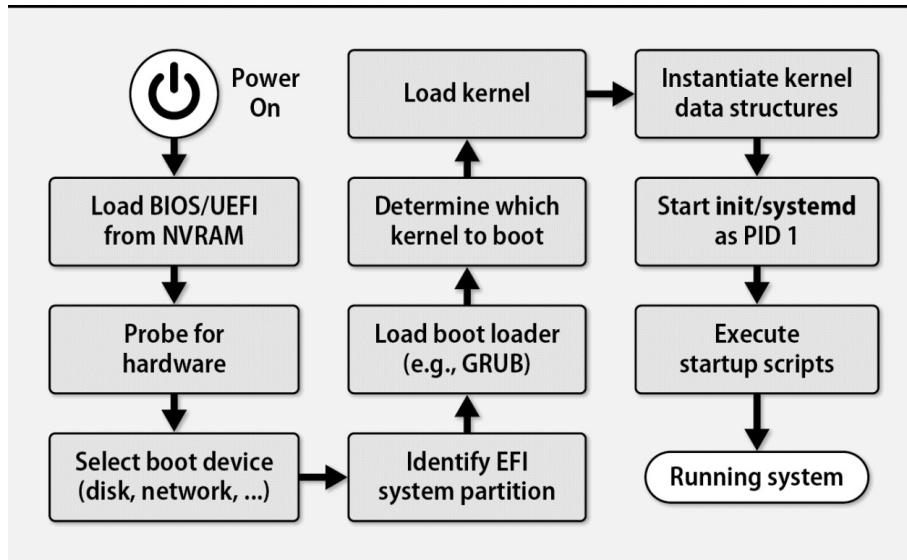 Power
On
Load BIOS/UEFI
from NVRAM
Probe for
hardware
Select boot device
(disk, network, ...)
Identify EFI
system partition
Load boot loader
(e.g., GRUB)
Determine which
kernel to boot
Load kernel
Instantiate kernel
data structures
Start init/systemd
as PID 1
Execute
startup scripts
Running system